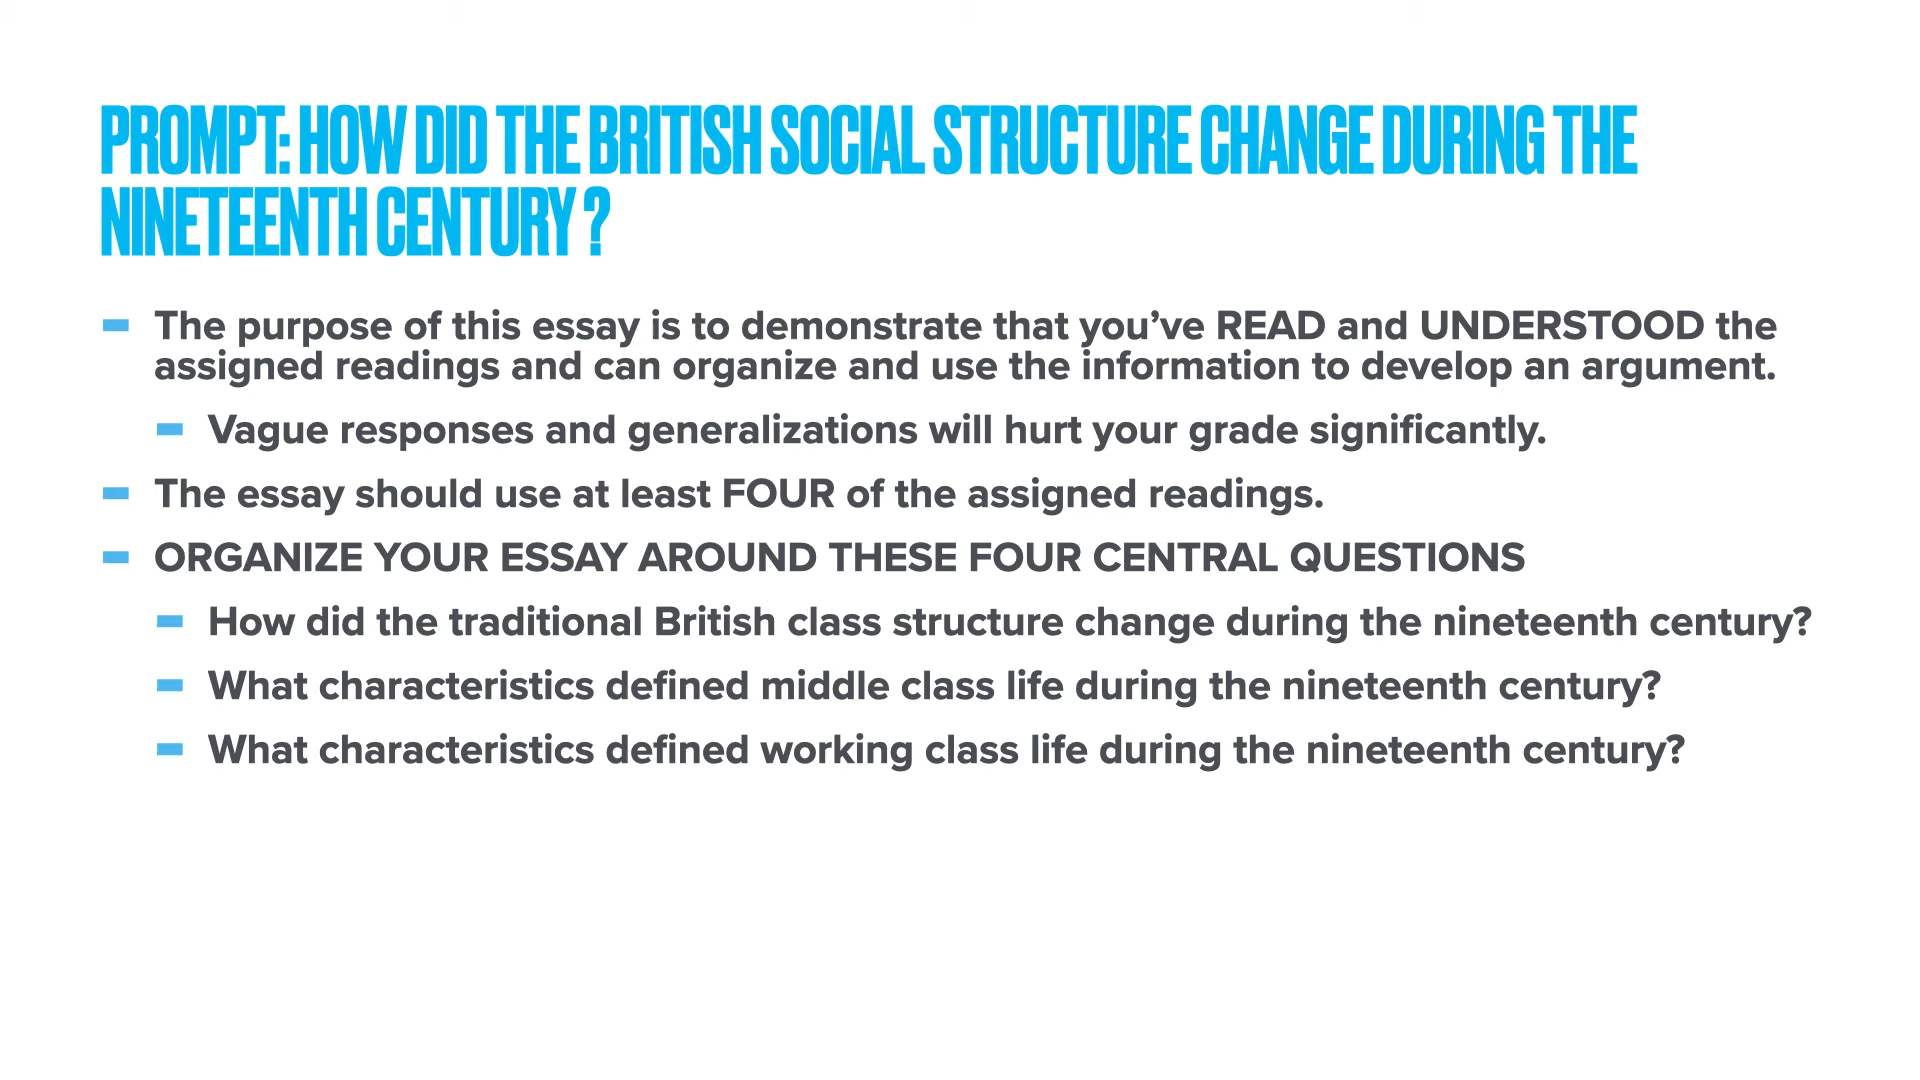 PROMPT: HOW DID THE BRITISH SOCIAL STRUCTURE CHANGE DURING THE
NINETEENTH CENTURY ?
The purpose of this essay is to demonstrate that you've READ and UNDERSTOOD the
assigned readings and can organize and use the information to develop an argument.
Vague responses and generalizations will hurt your grade significantly.
The essay should use at least FOUR of the assigned readings.
ORGANIZE YOUR ESSAY AROUND THESE FOUR CENTRAL QUESTIONS
How did the traditional British class structure change during the nineteenth century?
What characteristics defined middle class life during the nineteenth century?
What characteristics defined working class life during the nineteenth century?